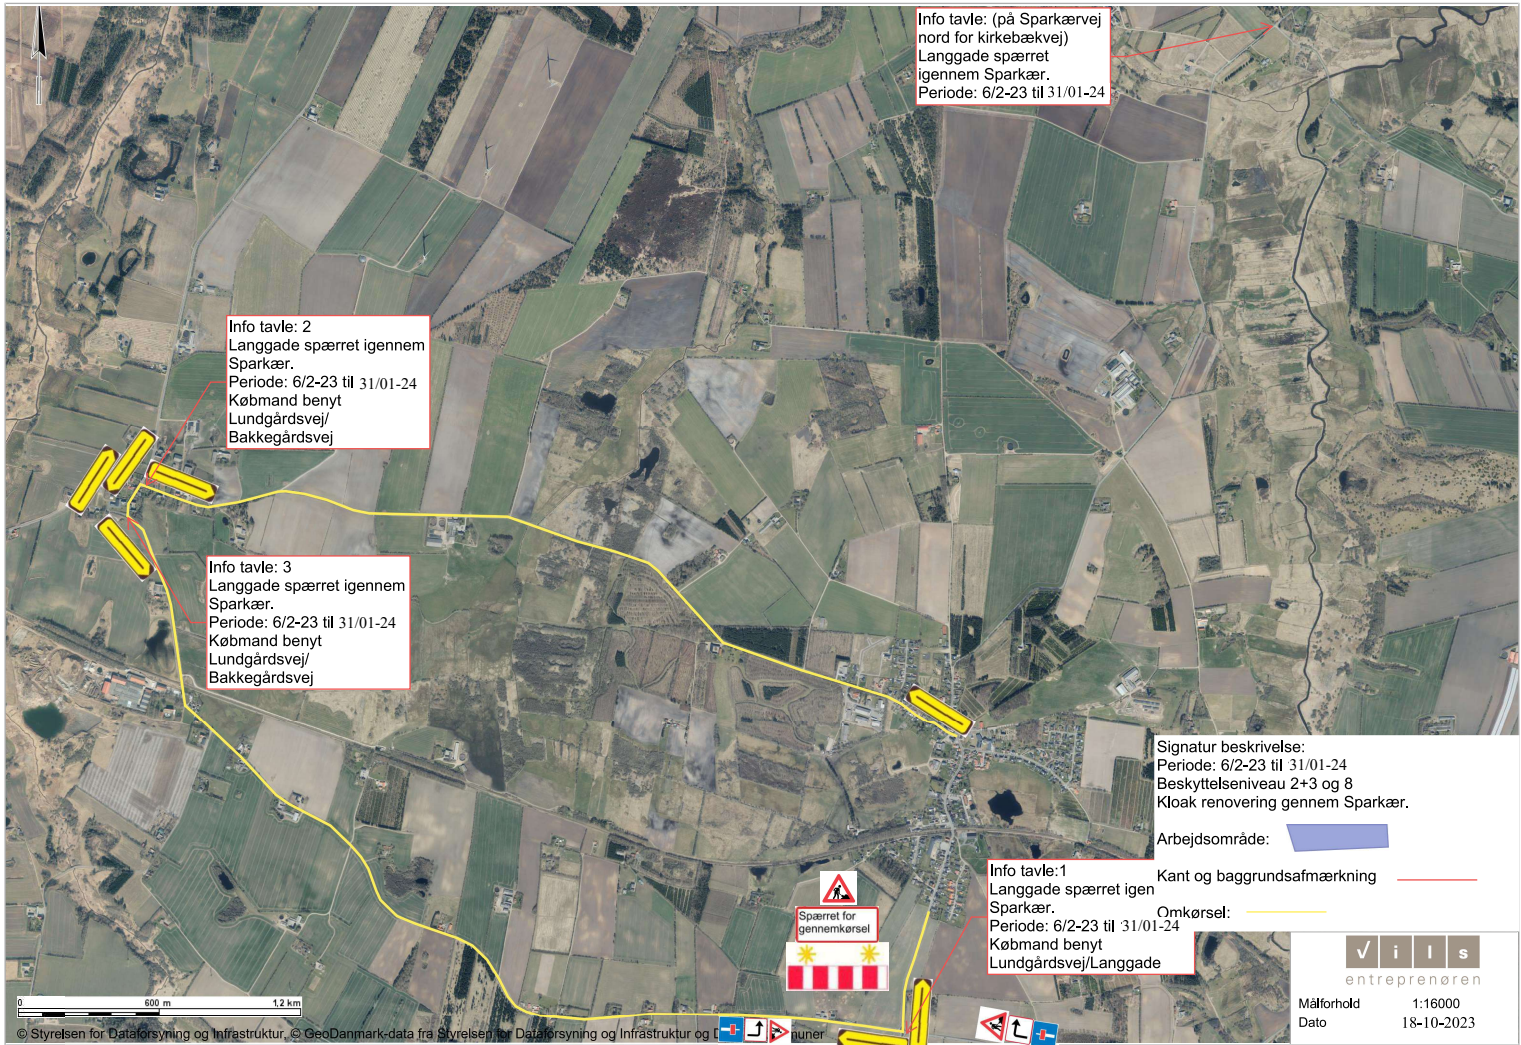 Info tavle: (på Sparkærvej
nord for kirkebækvej)
Langgade spærret
igennem Sparkær.
Periode: 6/2-23 til 31/01-24
Info tavle: 2
Langgade spærret igennem
Sparkær.
Periode: 6/2-23 til 31/01-24
Købmand benyt
Lundgårdsvej/
Bakkegårdsvej
Info tavle: 3
Langgade spærret igennem
Sparkær.
Periode: 6/2-23 til 31/01-24
Købmand benyt
Lundgårdsvej/
Bakkegårdsvej
Signatur beskrivelse:
Periode: 6/2-23 til 31/01-24
Beskyttelseniveau 2+3 og 8
Kloak renovering gennem Sparkær.
Arbejdsområde:
Kant og baggrundsafmærkning
Omkørsel:
Info tavle:1
Langgade spærret igen
Sparkær.
Periode: 6/2-23 til 31/01-24
Købmand benyt
Lundgårdsvej/Langgade
Spærret for
gennemkørsel
√ i l s
entreprenøren
Målforhold 1:16000
Dato 18-10-2023
0 600 m 1,2 km
© Styrelsen for Dataforsyning og Infrastruktur, © GeoDanmark-data fra Styrelsen for Dataforsyning og Infrastruktur og D muner